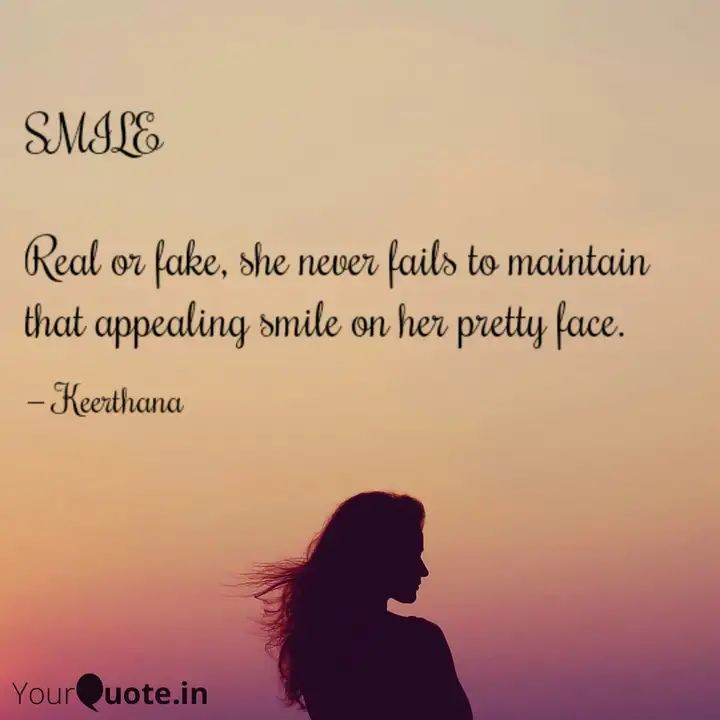 SMILE
Real or fake, she never fails to maintain
that appealing smile on her pretty face.
– Keerthana
YourQuote.in